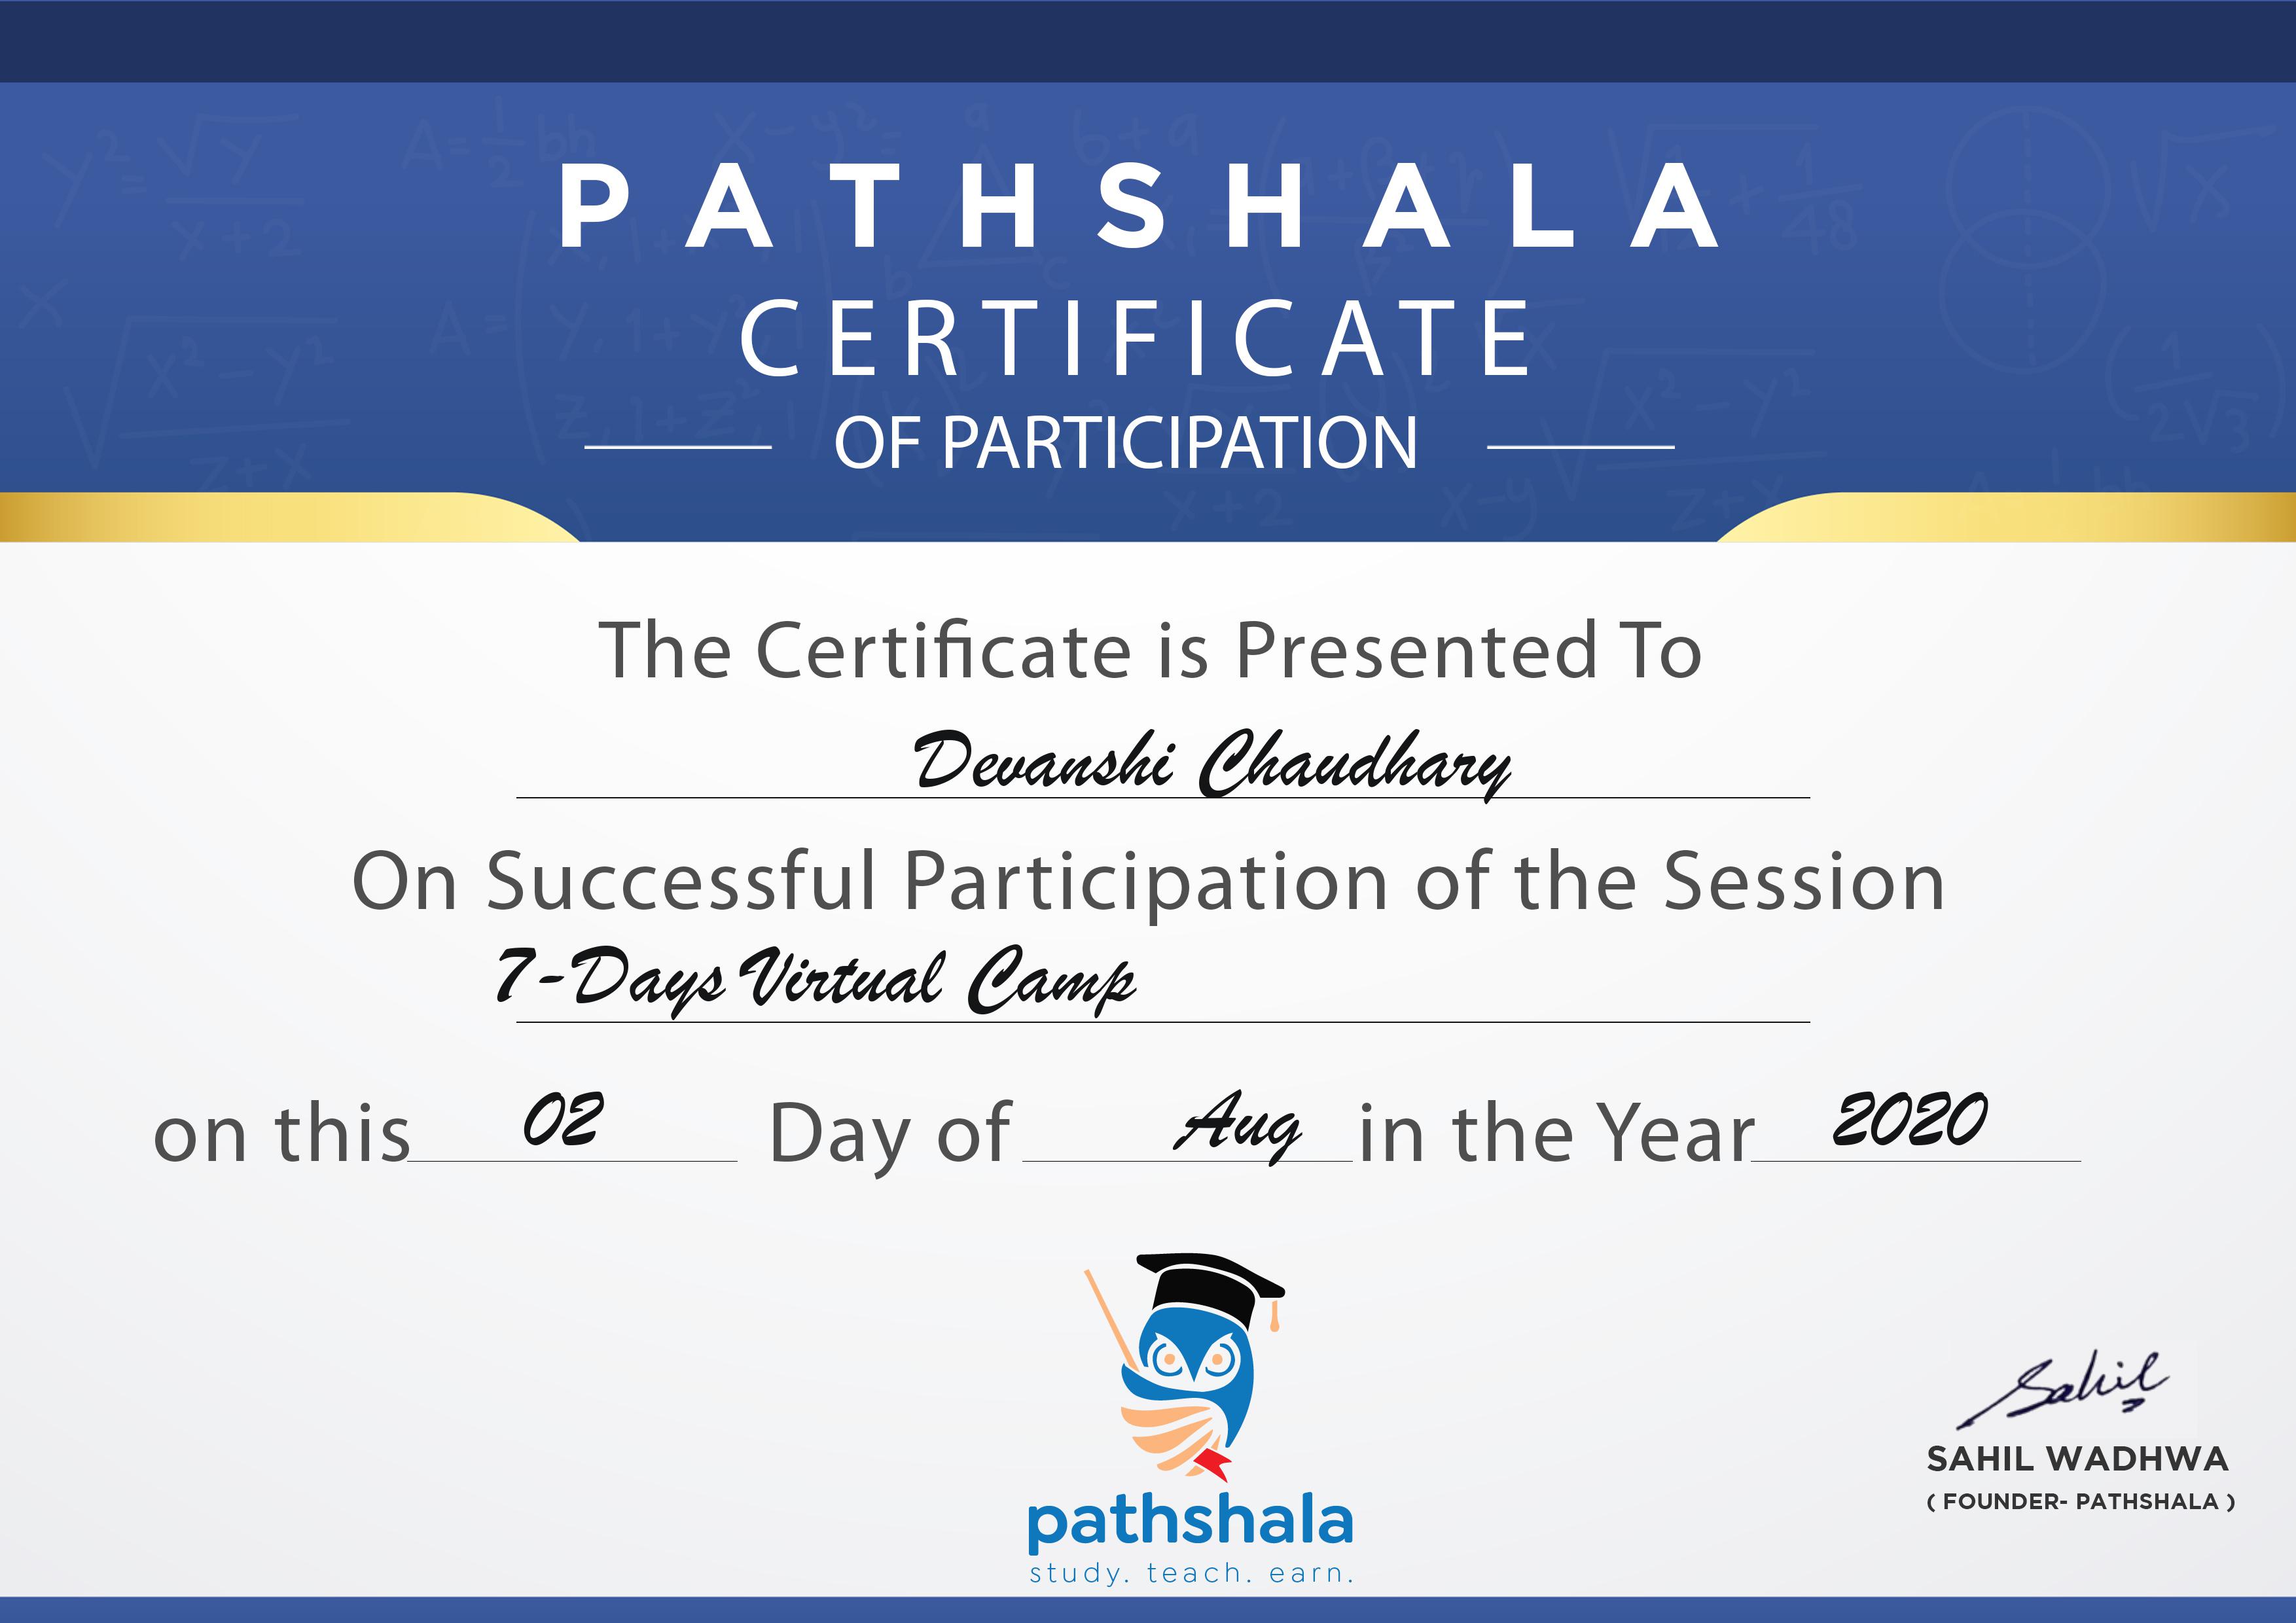 PATHSHALA
CERTIFICATE
OF PARTICIPATION
The Certificate is Presented To
Devanshi Chaudhary
On Successful Participation of the Session
7-Days Virtual Camp
on this 02 Day of Aug in the Year 2020
Sahil
SAHIL WADHWA
( FOUNDER- PATHSHALA )
pathshala
study. teach. earn.